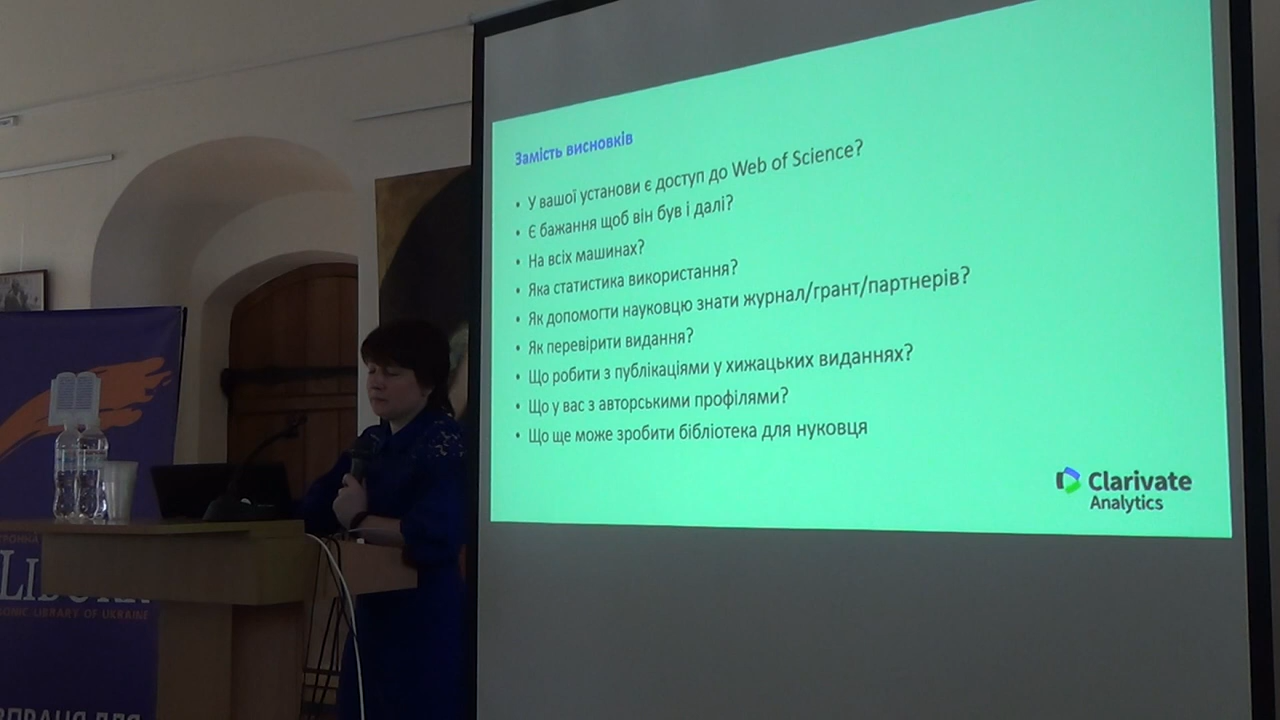 Замість висновків
• У вашої установи є доступ до Web of Science?
• Є бажання щоб він був і далі?
• На всіх машинах?
• Яка статистика використання?
• Як допомогти науковцю знати журнал/грант/партнерів?
• Як перевірити видання?
• Що робити з публікаціями у хижацьких виданнях?
• Що у вас з авторськими профілями?
• Що ще може зробити бібліотека для нуковця
Clarivate
Analytics
ONIC LIBRARY OF UKRAINE